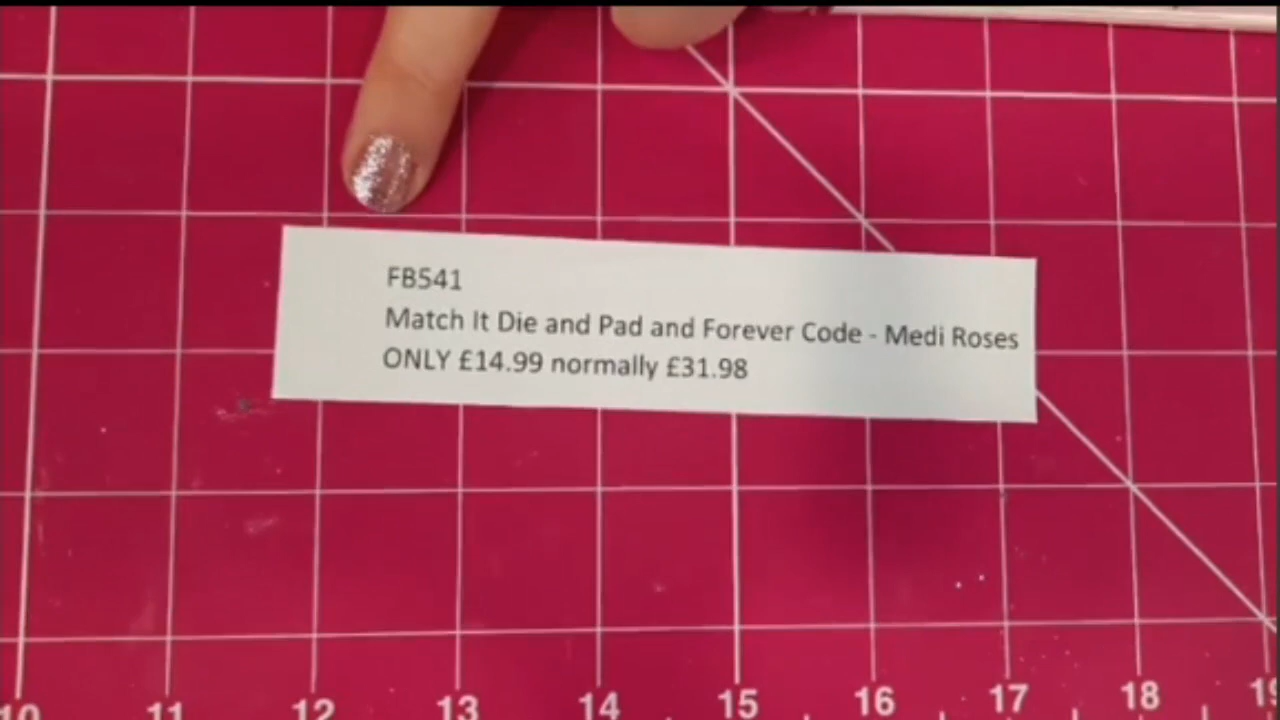 FB541
Match It Die and Pad and Forever Code - Medi Roses
ONLY £14.99 normally £31.98
10 11 12 13 14 15 16 17 18 19